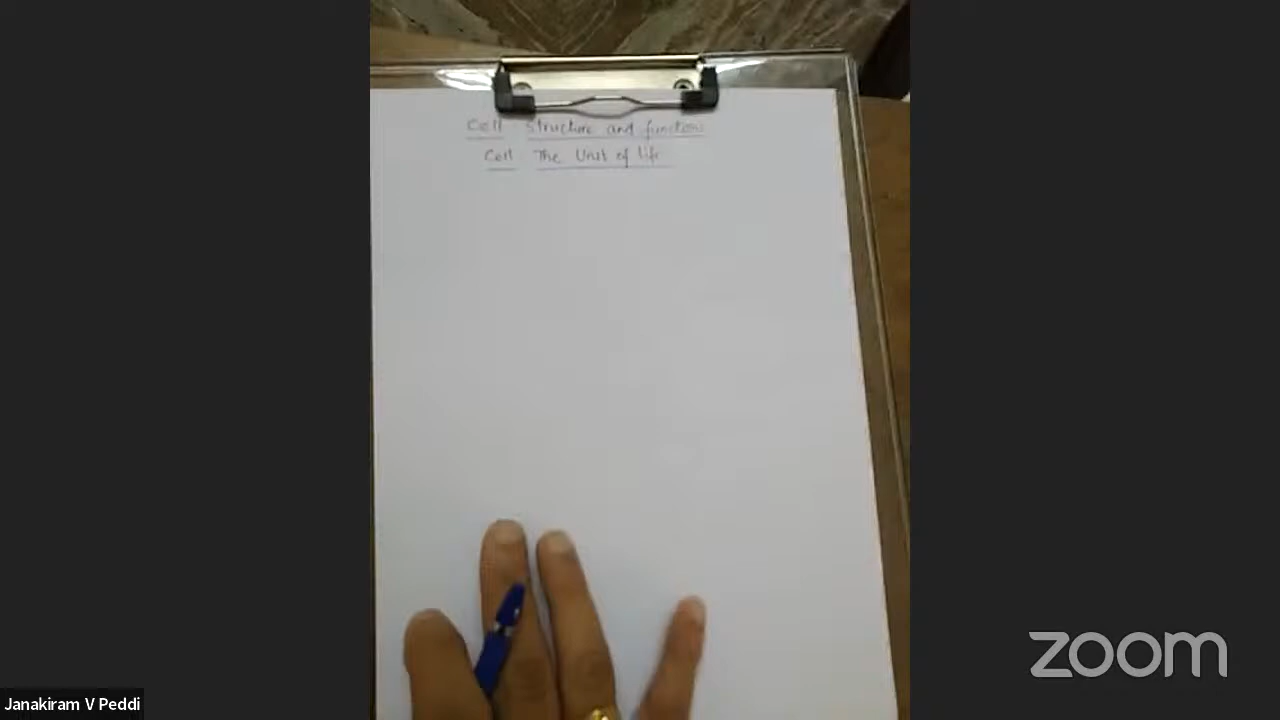 Cell Structure and function
Cell The Unit of life
Janakiram V Peddi
zoom